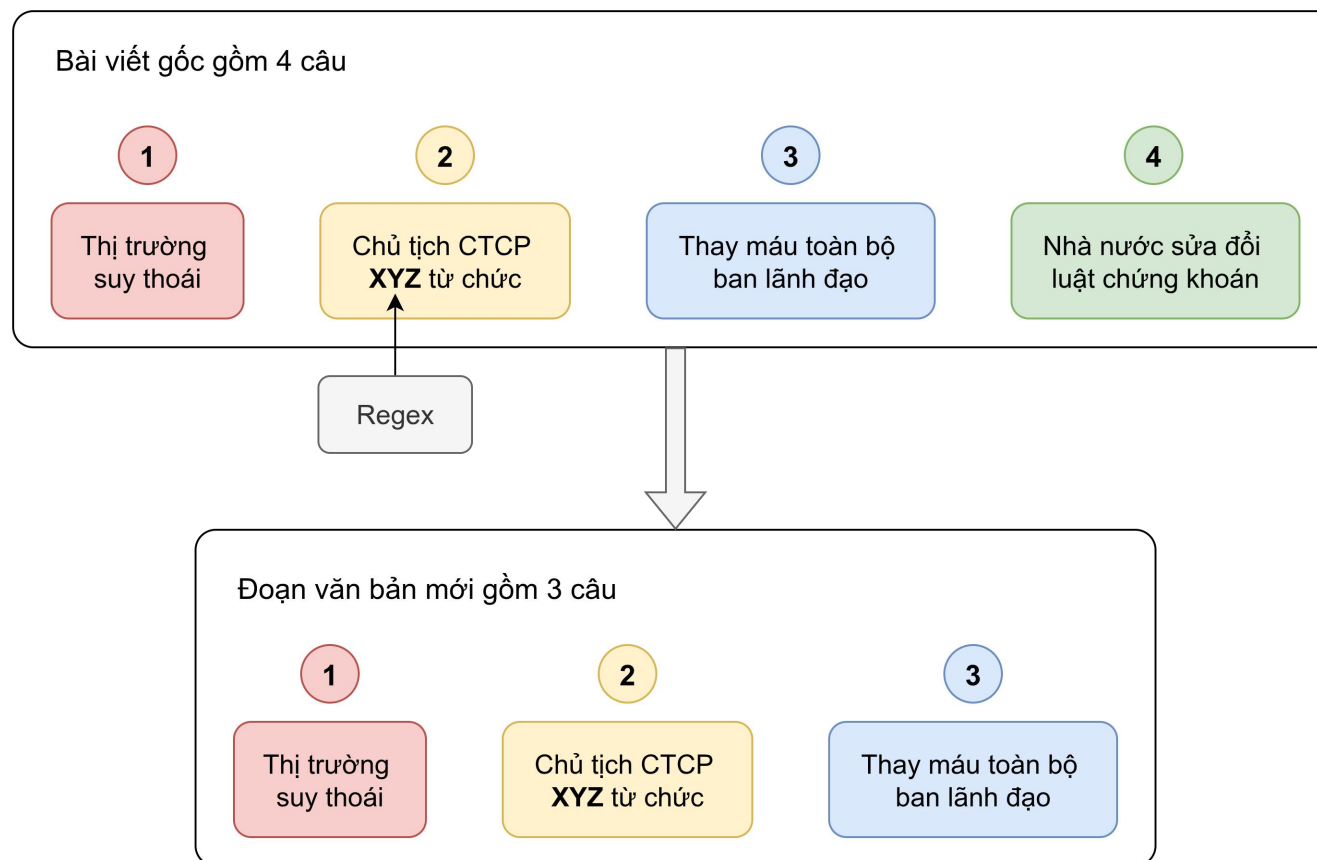 Bài viết gốc gồm 4 câu
1
2
3
4
Thị trường
suy thoái
Chủ tịch CTCP
XYZ từ chức
Thay máu toàn bộ
ban lãnh đạo
Nhà nước sửa đổi
luật chứng khoán
Regex
Đoạn văn bản mới gồm 3 câu
1
2
3
Thị trường
suy thoái
Chủ tịch CTCP
XYZ từ chức
Thay máu toàn bộ
ban lãnh đạo